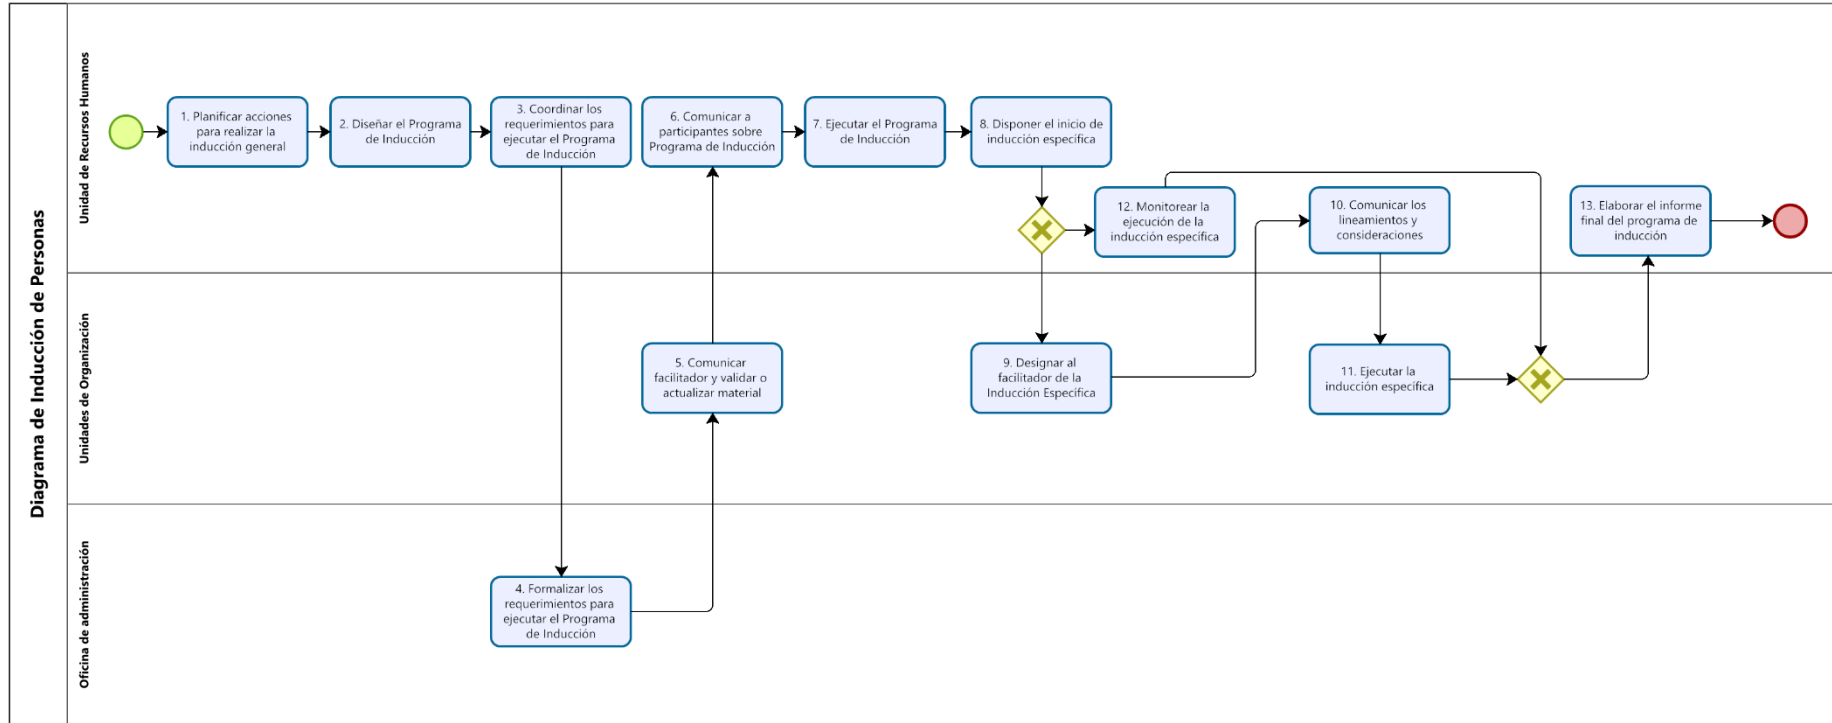 Diagrama de Inducción de Personas
Unidad de Recursos Humanos
1. Planificar acciones
para realizar la
inducción general
2. Diseñar el Programa
de Inducción
3. Coordinar los
requerimientos para
ejecutar el Programa
de Inducción
6. Comunicar a
participantes sobre
Programa de Inducción
7. Ejecutar el Programa
de Inducción
8. Disponer el inicio de
inducción específica
12. Monitorear la
ejecución de la
inducción específica
10. Comunicar los
lineamientos y
consideraciones
13. Elaborar el informe
final del programa de
inducción
Unidades de Organización
5. Comunicar
facilitador y validar o
actualizar material
9. Designar al
facilitador de la
Inducción Específica
11. Ejecutar la
inducción específica
Oficina de administración
4. Formalizar los
requerimientos para
ejecutar el Programa
de Inducción